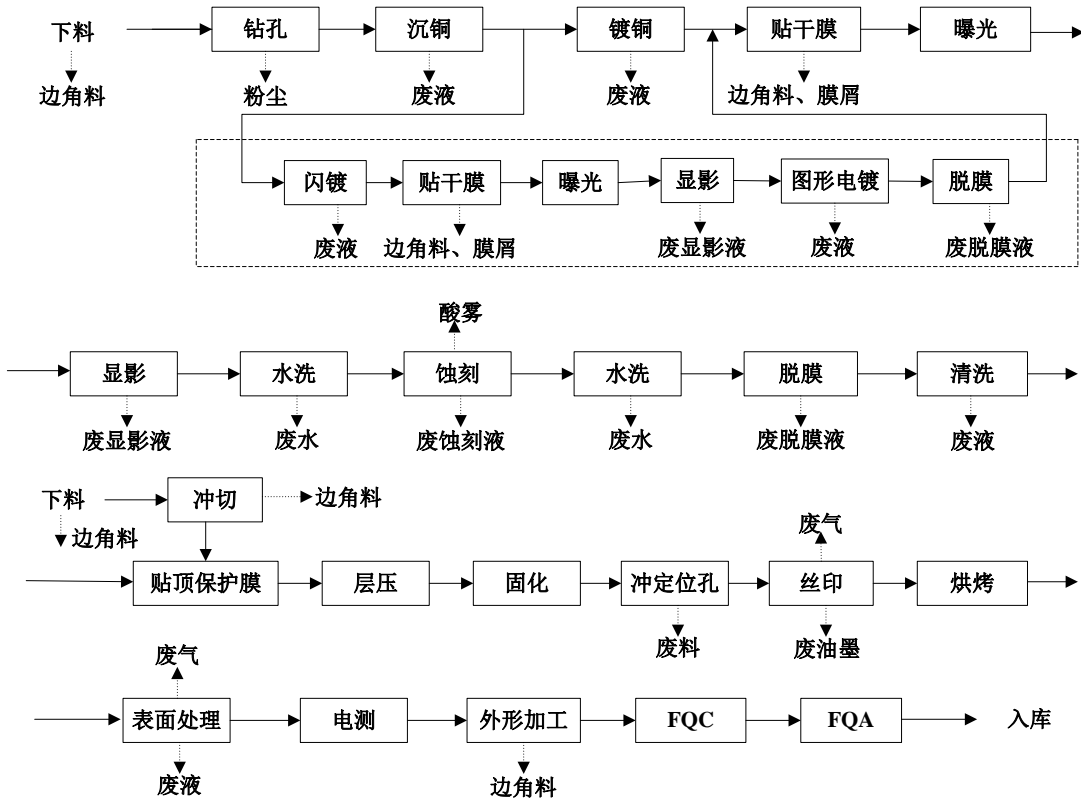 下料 钻孔 沉铜 镀铜 贴干膜 曝光
边角料 粉尘 废液 废液 边角料、膜屑
闪镀 贴干膜 曝光 显影 图形电镀 脱膜
废液 边角料、膜屑 废显影液 废液 废脱膜液
酸雾
显影 水洗 蚀刻 水洗 脱膜 清洗
废显影液 废水 废蚀刻液 废水 废脱膜液 废液
下料 冲切 边角料
边角料 废气
贴顶保护膜 层压 固化 冲定位孔 丝印 烘烤
废料 废油墨
废气
表面处理 电测 外形加工 FQC FQA 入库
废液 边角料